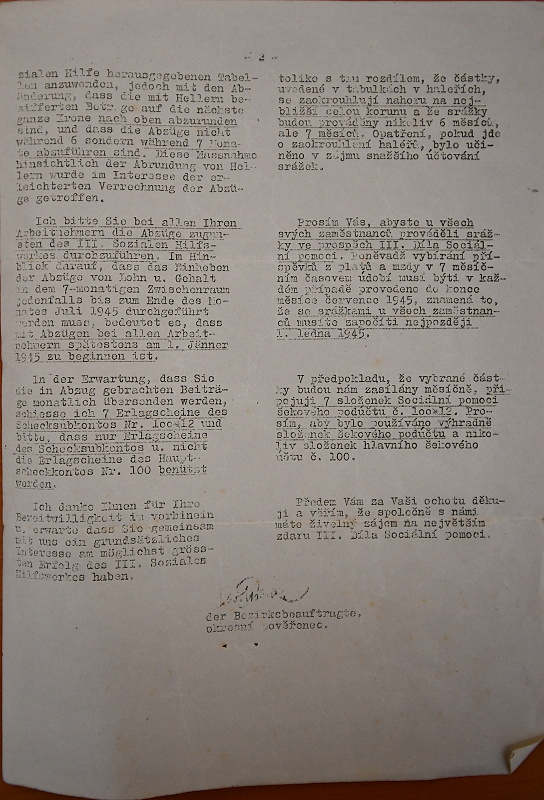 - 2 -
zialen Hilfe herausgegebenen Tabel-
len anzuwenden, jedoch mit den Ab-
änderung, dass die mit Hellern be-
zifferten Betr ge auf die nächste
ganze Krone nach oben abzurunden
sind, und dass die Abzüge nicht
während 6 sondern während 7 Mona-
te abzuführen sind. Diese Massnahme
hinsichtlich der Abrundung von Hel-
lern wurde im Interesse der er-
leichterten Verrechnung der Abzü-
ge getroffen.
Ich bitte Sie bei allen Ihren
Arbeitnehmern die Abzüge zugun-
sten des III. Sozialen Hilfs-
werkes durchzuführen. Im Hin-
blick darauf, dass das Einheben
der Abzüge von Lohn u. Gehalt
in dem 7-monatigen Zwischenraum
jedenfalls bis zum Ende des Mo-
nates Juli 1945 durchgeführt
werden muss, bedeutet es, dass
mit Abzügen bei allen Arbeit-
nehmern spätestens am 1. Jänner
1945 zu beginnen ist.
In der Erwartung, dass Sie
die in Abzug gebrachten Beiträ-
ge monatlich übersenden werden,
schiesse ich 7 Erlagscheine des
Schecksubkontos Nr. loo*12 und
bitte, dass nur Erlagscheine
des Schecksubkontos u. nicht
die Erlagscheine des Haupt-
scheckkontos Nr. 100 benützt
werden.
Ich danke Ihnen für Ihre
Bereitwilligkeit im vorhinein
u. erwarte dass Sie gemeinsam
mit uns ein grundsätzliches
Interesse am möglichst gröss-
ten Erfolg des III. Soziales
Hilfswerkes haben.
toliko s tím rozdílem, že částky,
uvedené v tabulkách v haléřích,
se zaokrouhlují nahoru na nej-
bližší celou korunu a že srážky
budou prováděny nikoliv 6 měsíců,
ale 7 měsíců. Opatření, pokud jde
o zaokrouhlení haléřů, bylo uči-
něno v zájmu snažšího účtování
srážek.
Prosím Vás, abyste u všech
svých zaměstnanců prováděli sráž-
ky ve prospěch III. Díla Sociál-
ní pomoci. Poněvadž vybírání pří-
spěvků z platů a mzdy v 7 měsíč-
ním časovém údobí musí býti v kaž-
dém případě provedeno do konce
měsíce července 1945, znamená to,
že se srážkami u všech zaměstnan-
ců musíte započíti nejpozději
1. ledna 1945.
V předpokladu, že vybrané část-
ky budou nám zasílány měsíčně, při-
pojuji 7 složenek Sociální pomoci
šekového podúčtu č. loo*12. Pro-
sím, aby bylo používáno výhradně
složenek šekového podúčtu a niko-
liv složenek hlavního šekového
účtu č. 100.
Předem Vám za Vaši ochotu děku-
ji a věřím, že společně s námi
máte živelný zájem na největším
zdaru III. Díla Sociální pomoci.
der Bezirksbeauftragte,
okresní pověřenec.